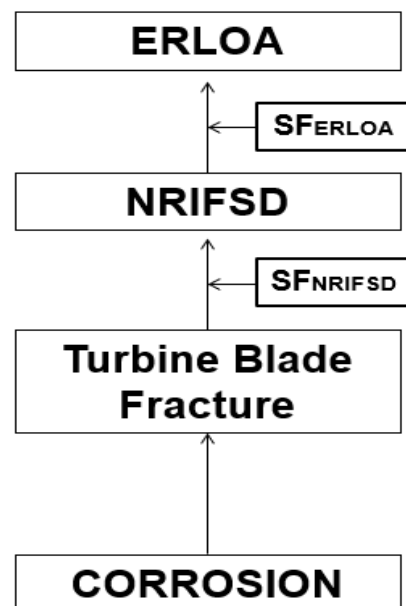 ERLOA
SFERLOA
NRIFSD
SFNRIFSD
Turbine Blade
Fracture
CORROSION